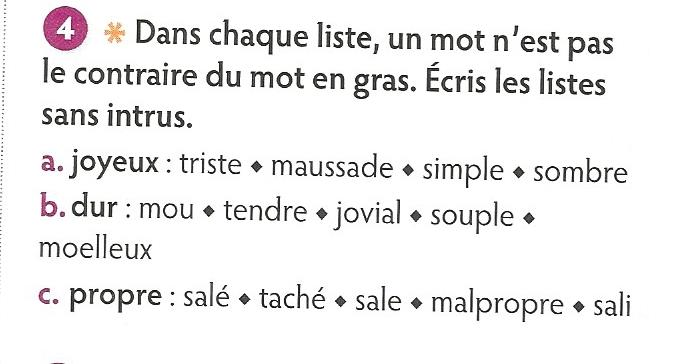 4 * Dans chaque liste, un mot n'est pas
le contraire du mot en gras. Écris les listes
sans intrus.
a. joyeux : triste ◆ maussade ◆ simple ◆ sombre
b. dur : mou ◆ tendre ◆ jovial ◆ souple ◆
moelleux
c. propre : salé ◆ taché ◆ sale ◆ malpropre ◆ sali